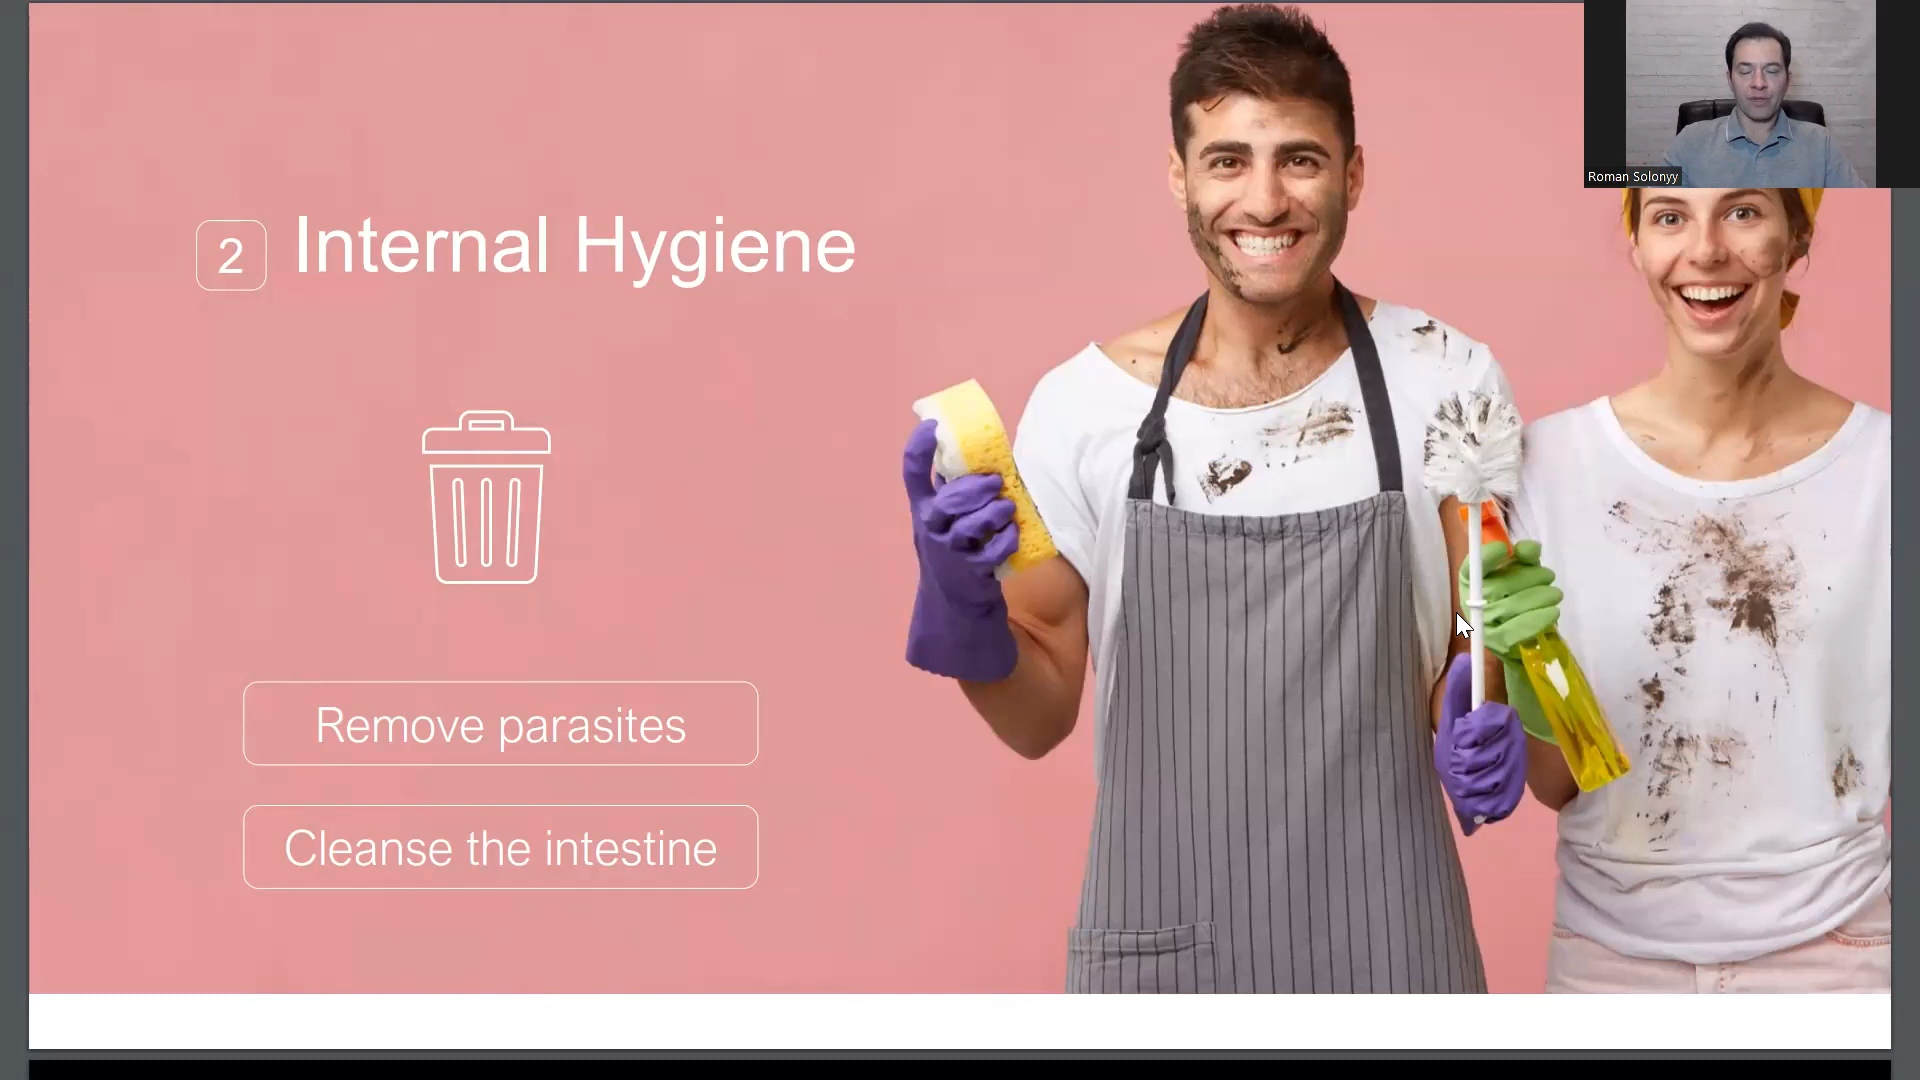 Roman Solonyy
2 Internal Hygiene
Remove parasites
Cleanse the intestine